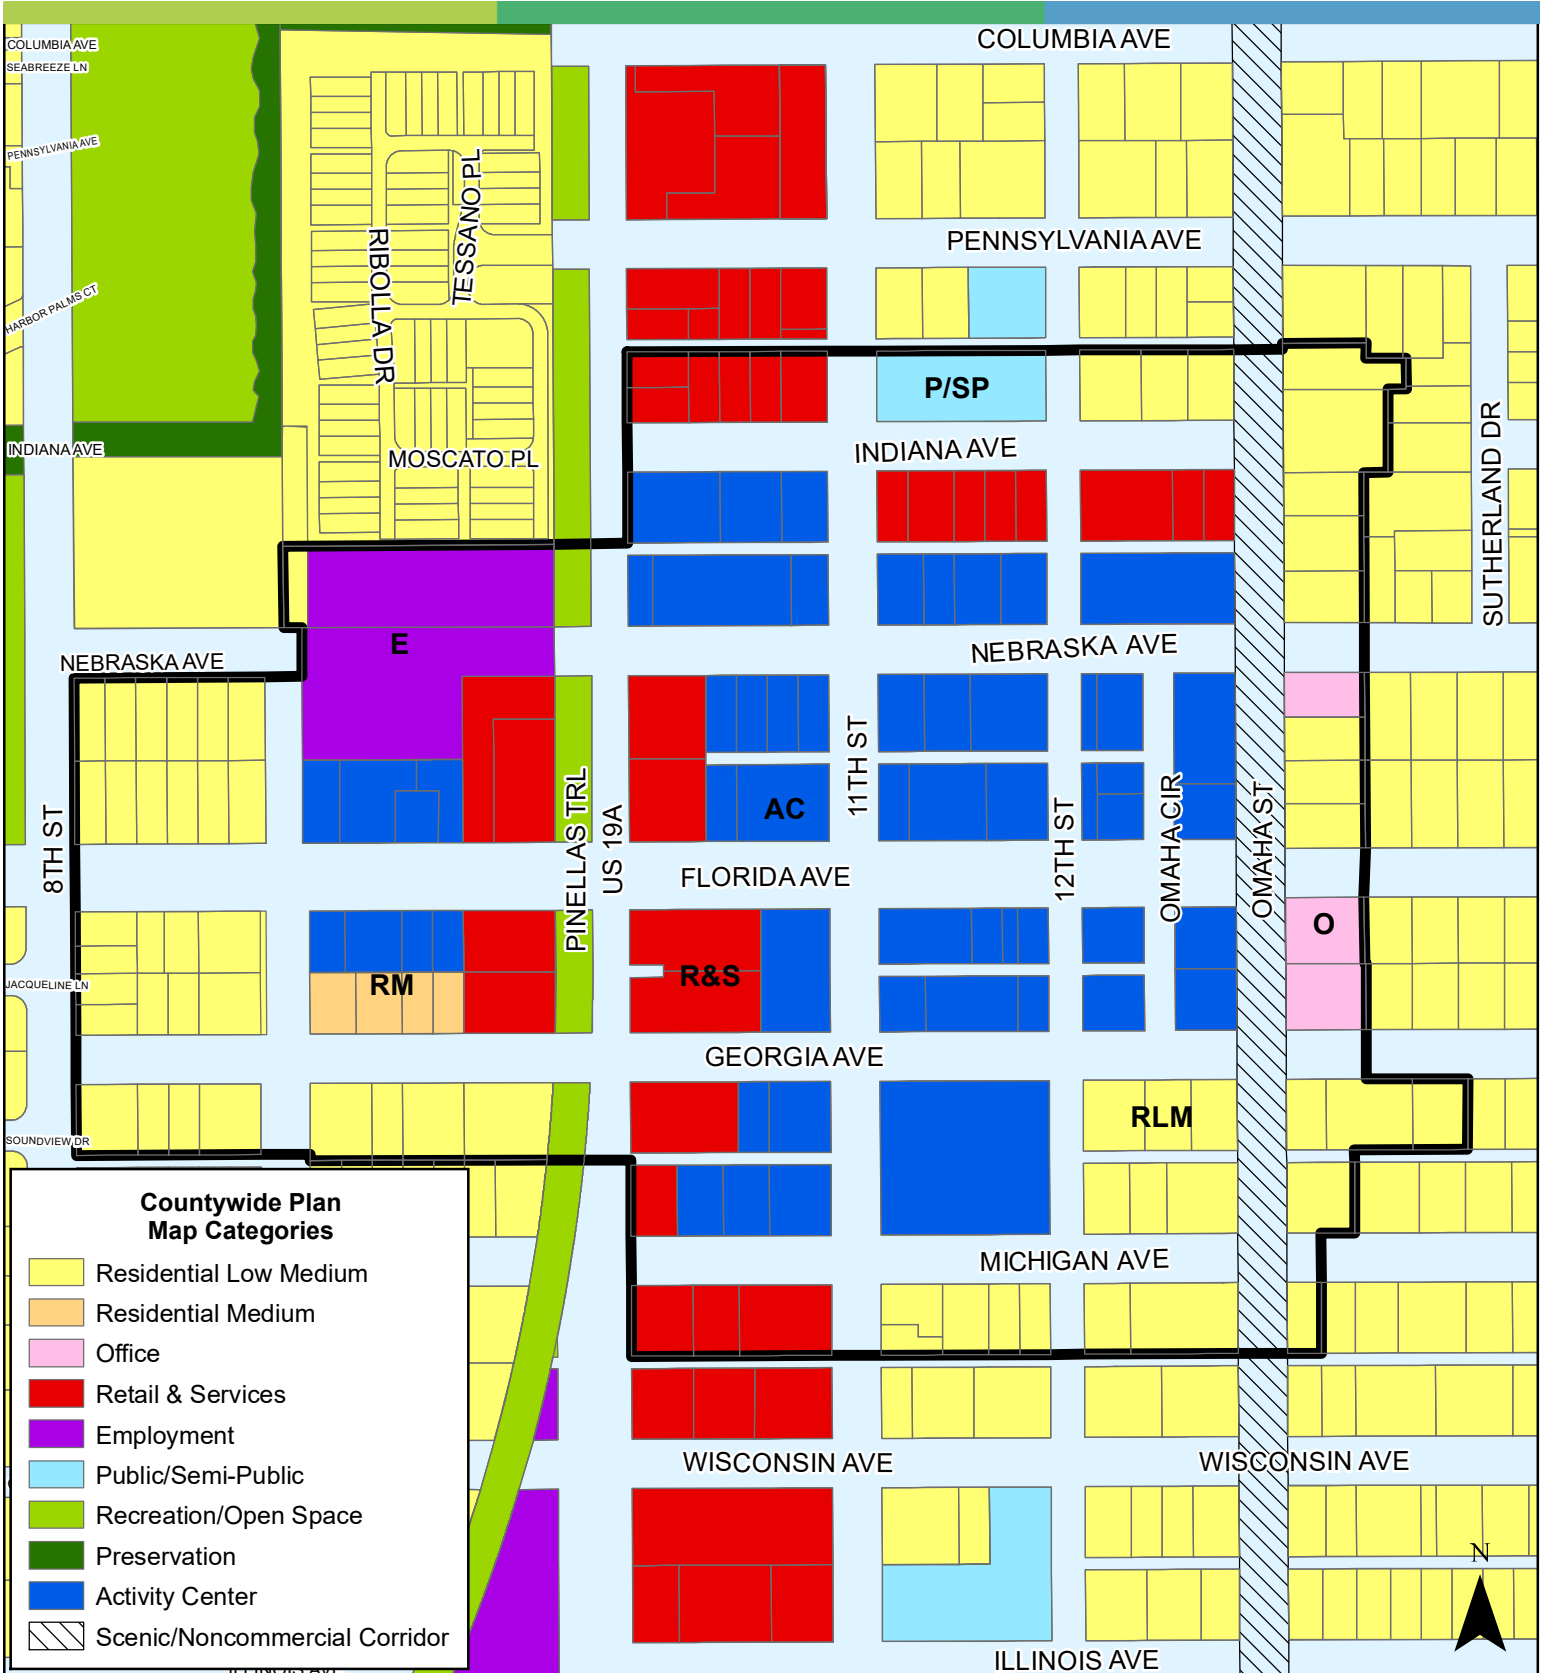 COLUMBIA AVE
COLUMBIA AVE
SEABREEZE LN
PENNSYLVANIA AVE
TESSANO PL
RIBOLLA DR
PENNSYLVANIA AVE
HARBOR PALMS CT
P/SP
INDIANA AVE
INDIANA AVE
MOSCATO PL
SUTHERLAND DR
E
NEBRASKA AVE
NEBRASKA AVE
8TH ST
PINELLAS TRL
US 19A
AC
11TH ST
12TH ST
OMAHA CIR
OMAHA ST
FLORIDA AVE
O
JACQUELINE LN
RM
R&S
GEORGIA AVE
RLM
SOUNDVIEW DR
MICHIGAN AVE
Countywide Plan
Map Categories
Residential Low Medium
Residential Medium
Office
Retail & Services
Employment
Public/Semi-Public
Recreation/Open Space
Preservation
Activity Center
Scenic/Noncommercial Corridor
WISCONSIN AVE
WISCONSIN AVE
N
ILLINOIS AVE
ILLINOIS AVE